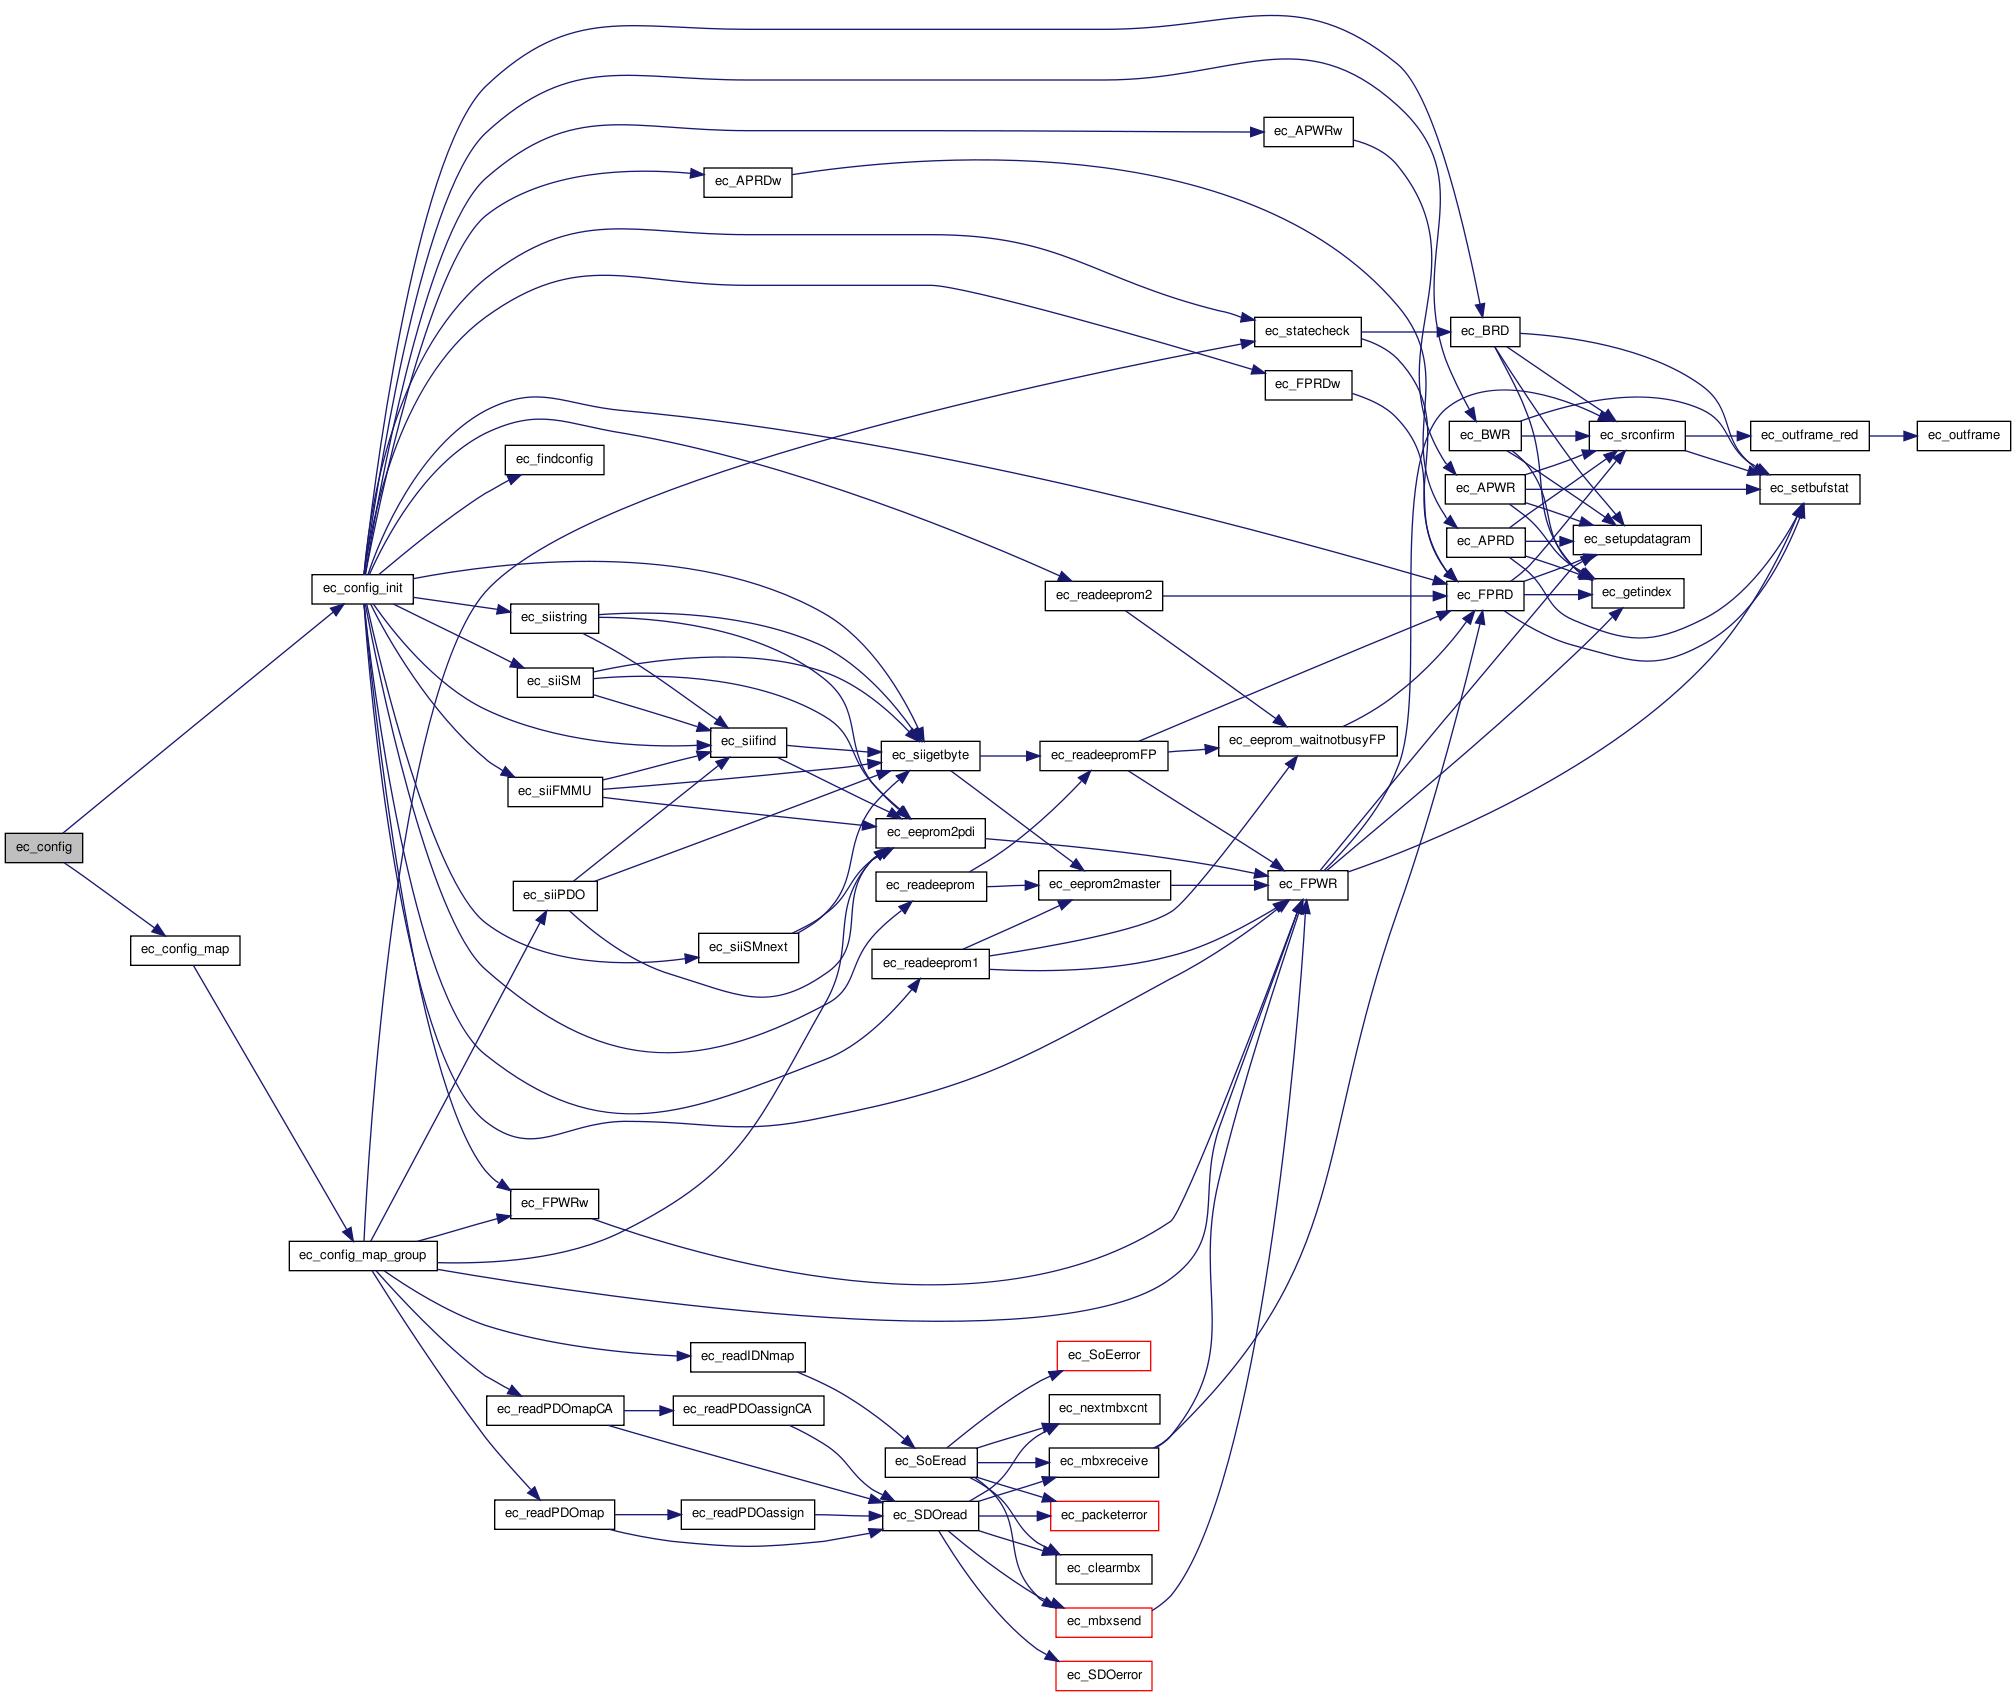 ec_APWRw
ec_APRDw
ec_statecheck
ec_BRD
ec_FPRDw
ec_findconfig
ec_BWR
ec_srconfirm
ec_outframe_red
ec_outframe
ec_APWR
ec_setbufstat
ec_APRD
ec_setupdatagram
ec_config_init
ec_readeeprom2
ec_FPRD
ec_getindex
ec_siistring
ec_siiSM
ec_siifind
ec_siigetbyte
ec_readeepromFP
ec_eeprom_waitnotbusyFP
ec_siiFMMU
ec_config
ec_eeprom2pdi
ec_siiPDO
ec_readeeprom
ec_eeprom2master
ec_FPWR
ec_config_map
ec_siiSMnext
ec_readeeprom1
ec_FPWRw
ec_config_map_group
ec_readIDNmap
ec_SoEerror
ec_readPDOmapCA
ec_readPDOassignCA
ec_nextmbxcnt
ec_SoEread
ec_mbxreceive
ec_readPDOmap
ec_readPDOassign
ec_SDOread
ec_packeterror
ec_clearmbx
ec_mbxsend
ec_SDOerror